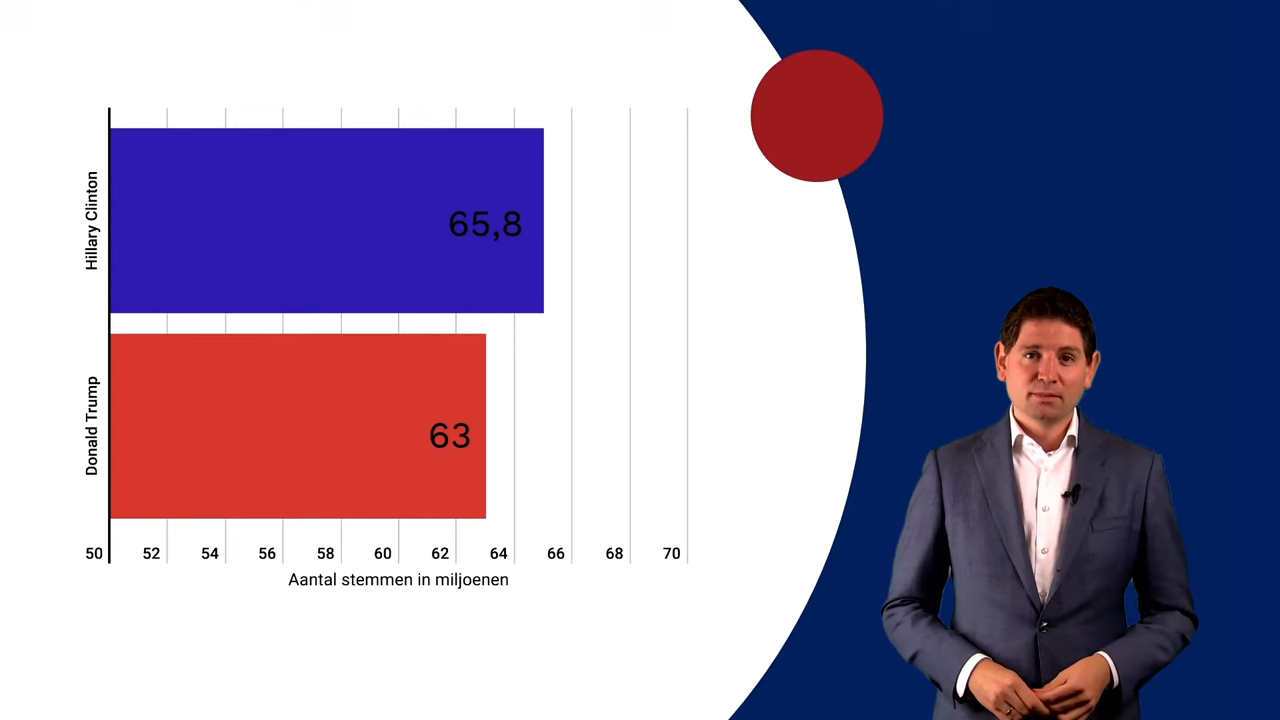 Hillary Clinton
65,8
Donald Trump
63
50 52 54 56 58 60 62 64 66 68 70
Aantal stemmen in miljoenen